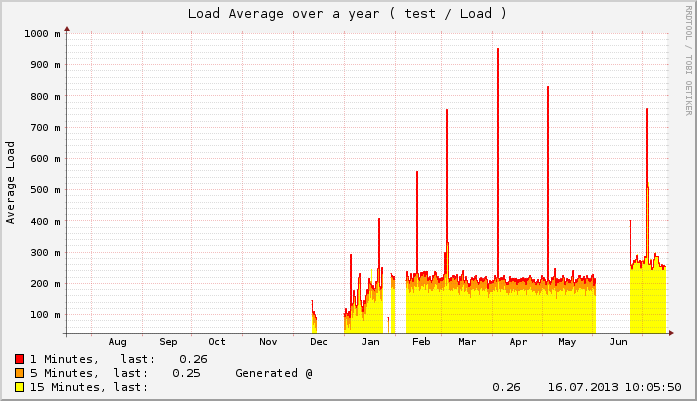 Load Average over a year ( test / Load )
RRDTOOL / TOBI OETIKER
Average Load
1000 m
900 m
800 m
700 m
600 m
500 m
400 m
300 m
200 m
100 m
Aug Sep Oct Nov Dec Jan Feb Mar Apr May Jun
1 Minutes, last: 0.26
5 Minutes, last: 0.25 Generated @
15 Minutes, last: 0.26 16.07.2013 10:05:50